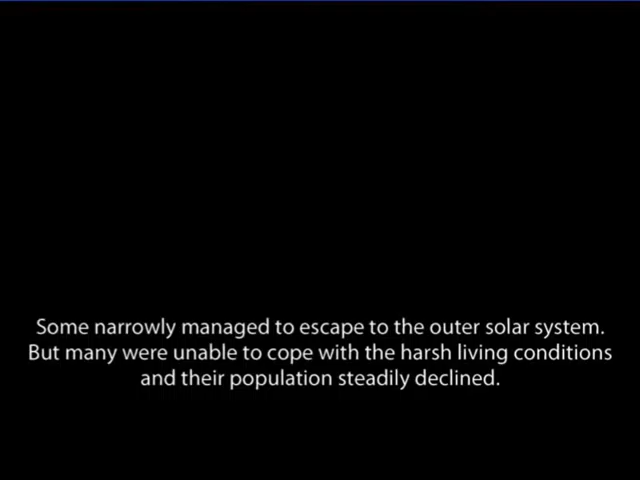 Some narrowly managed to escape to the outer solar system.
But many were unable to cope with the harsh living conditions
and their population steadily declined.